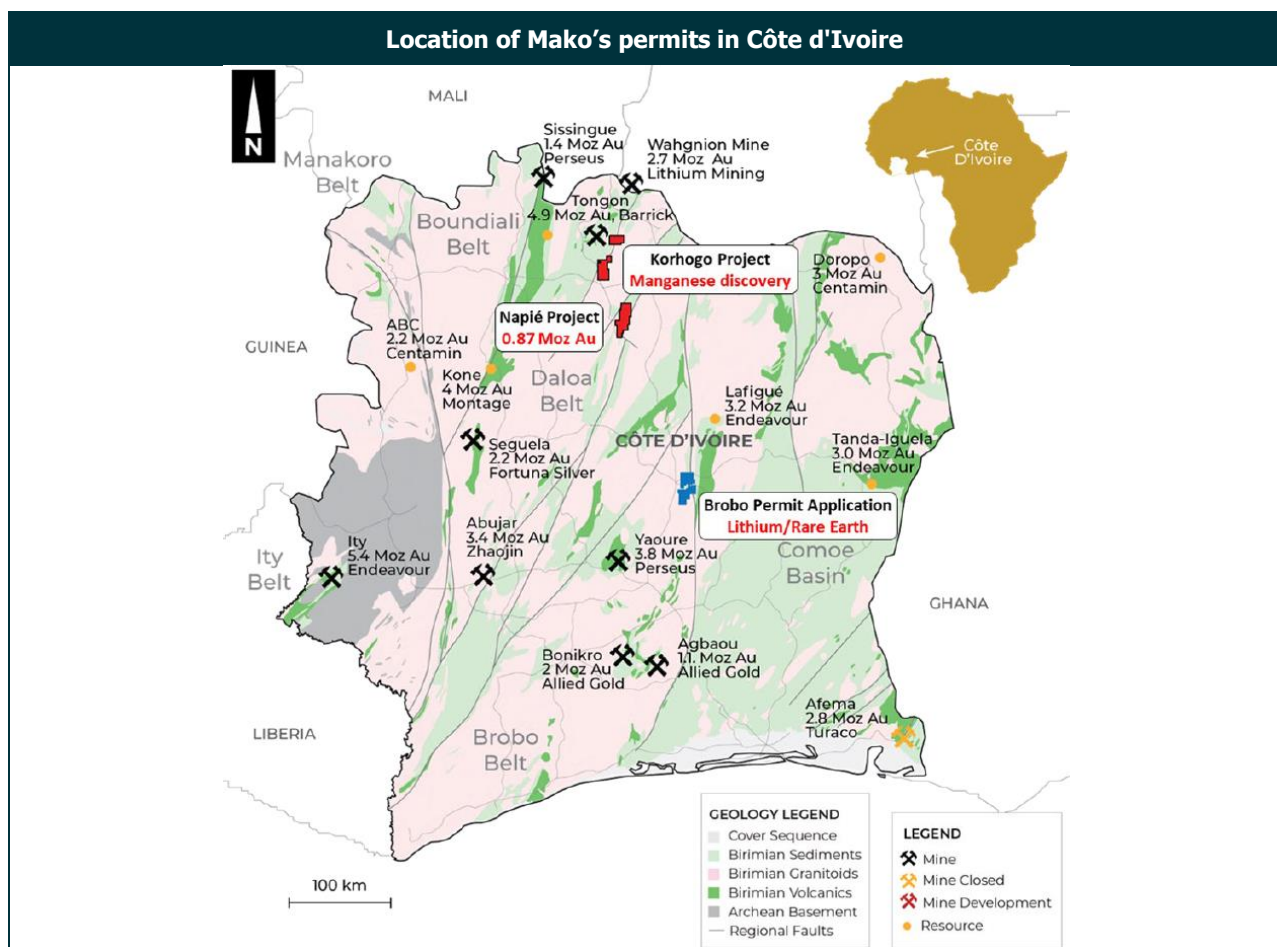 Location of Mako’s permits in Côte d'Ivoire
N
MALI
Manakoro
Belt
Sissingue
1.4 Moz Au
Perseus
Wahgnion Mine
2.7 Moz Au
Lithium Mining
Côte
D’Ivoire
Boundiali
Belt
Tongon
4.9 Moz Au, Barrick
Korhogo Project
Manganese discovery
Doropo
3 Moz Au
Centamin
Napié Project
0.87 Moz Au
GUINEA
ABC
2.2 Moz Au
Centamin
Kone
4 Moz Au
Montage
Daloa
Belt
Lafigué
3.2 Moz Au
Endeavour
CÔTE D’IVOIRE
Tanda-Iguela
3.0 Moz Au
Endeavour
Seguela
2.2 Moz Au
Fortuna Silver
Brobo Permit Application
Lithium/Rare Earth
Ity
Belt
Ity
5.4 Moz Au
Endeavour
Abujar
3.4 Moz Au
Zhaojin
Yaoure
3.8 Moz Au
Perseus
Comoe
Basin
GHANA
Bonikro
2 Moz Au
Allied Gold
Agbaou
1.1. Moz Au
Allied Gold
LIBERIA
Brobo
Belt
Afema
2.8 Moz Au
Turaco
100 km
GEOLOGY LEGEND
Cover Sequence
Birimian Sediments
Birimian Granitoids
Birimian Volcanics
Archean Basement
Regional Faults
LEGEND
Mine
Mine Closed
Mine Development
Resource